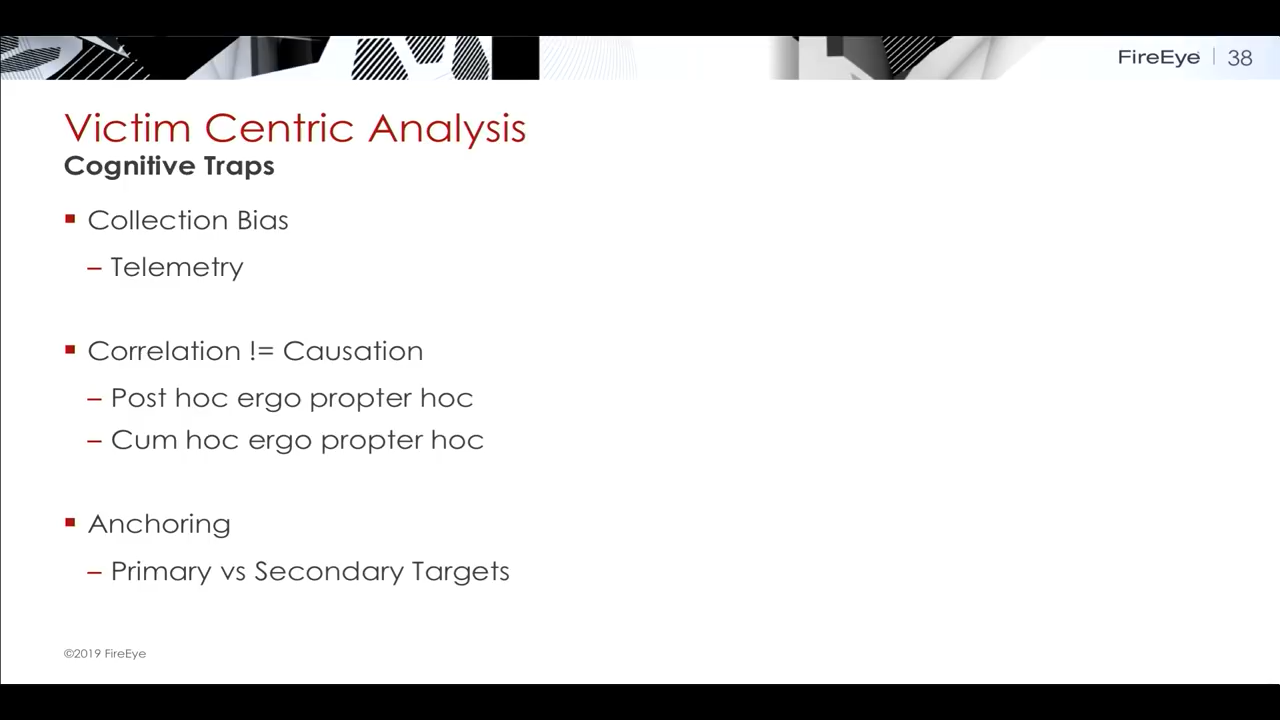 FireEye | 38
Victim Centric Analysis
Cognitive Traps
▪ Collection Bias
– Telemetry
▪ Correlation != Causation
– Post hoc ergo propter hoc
– Cum hoc ergo propter hoc
▪ Anchoring
– Primary vs Secondary Targets
©2019 FireEye